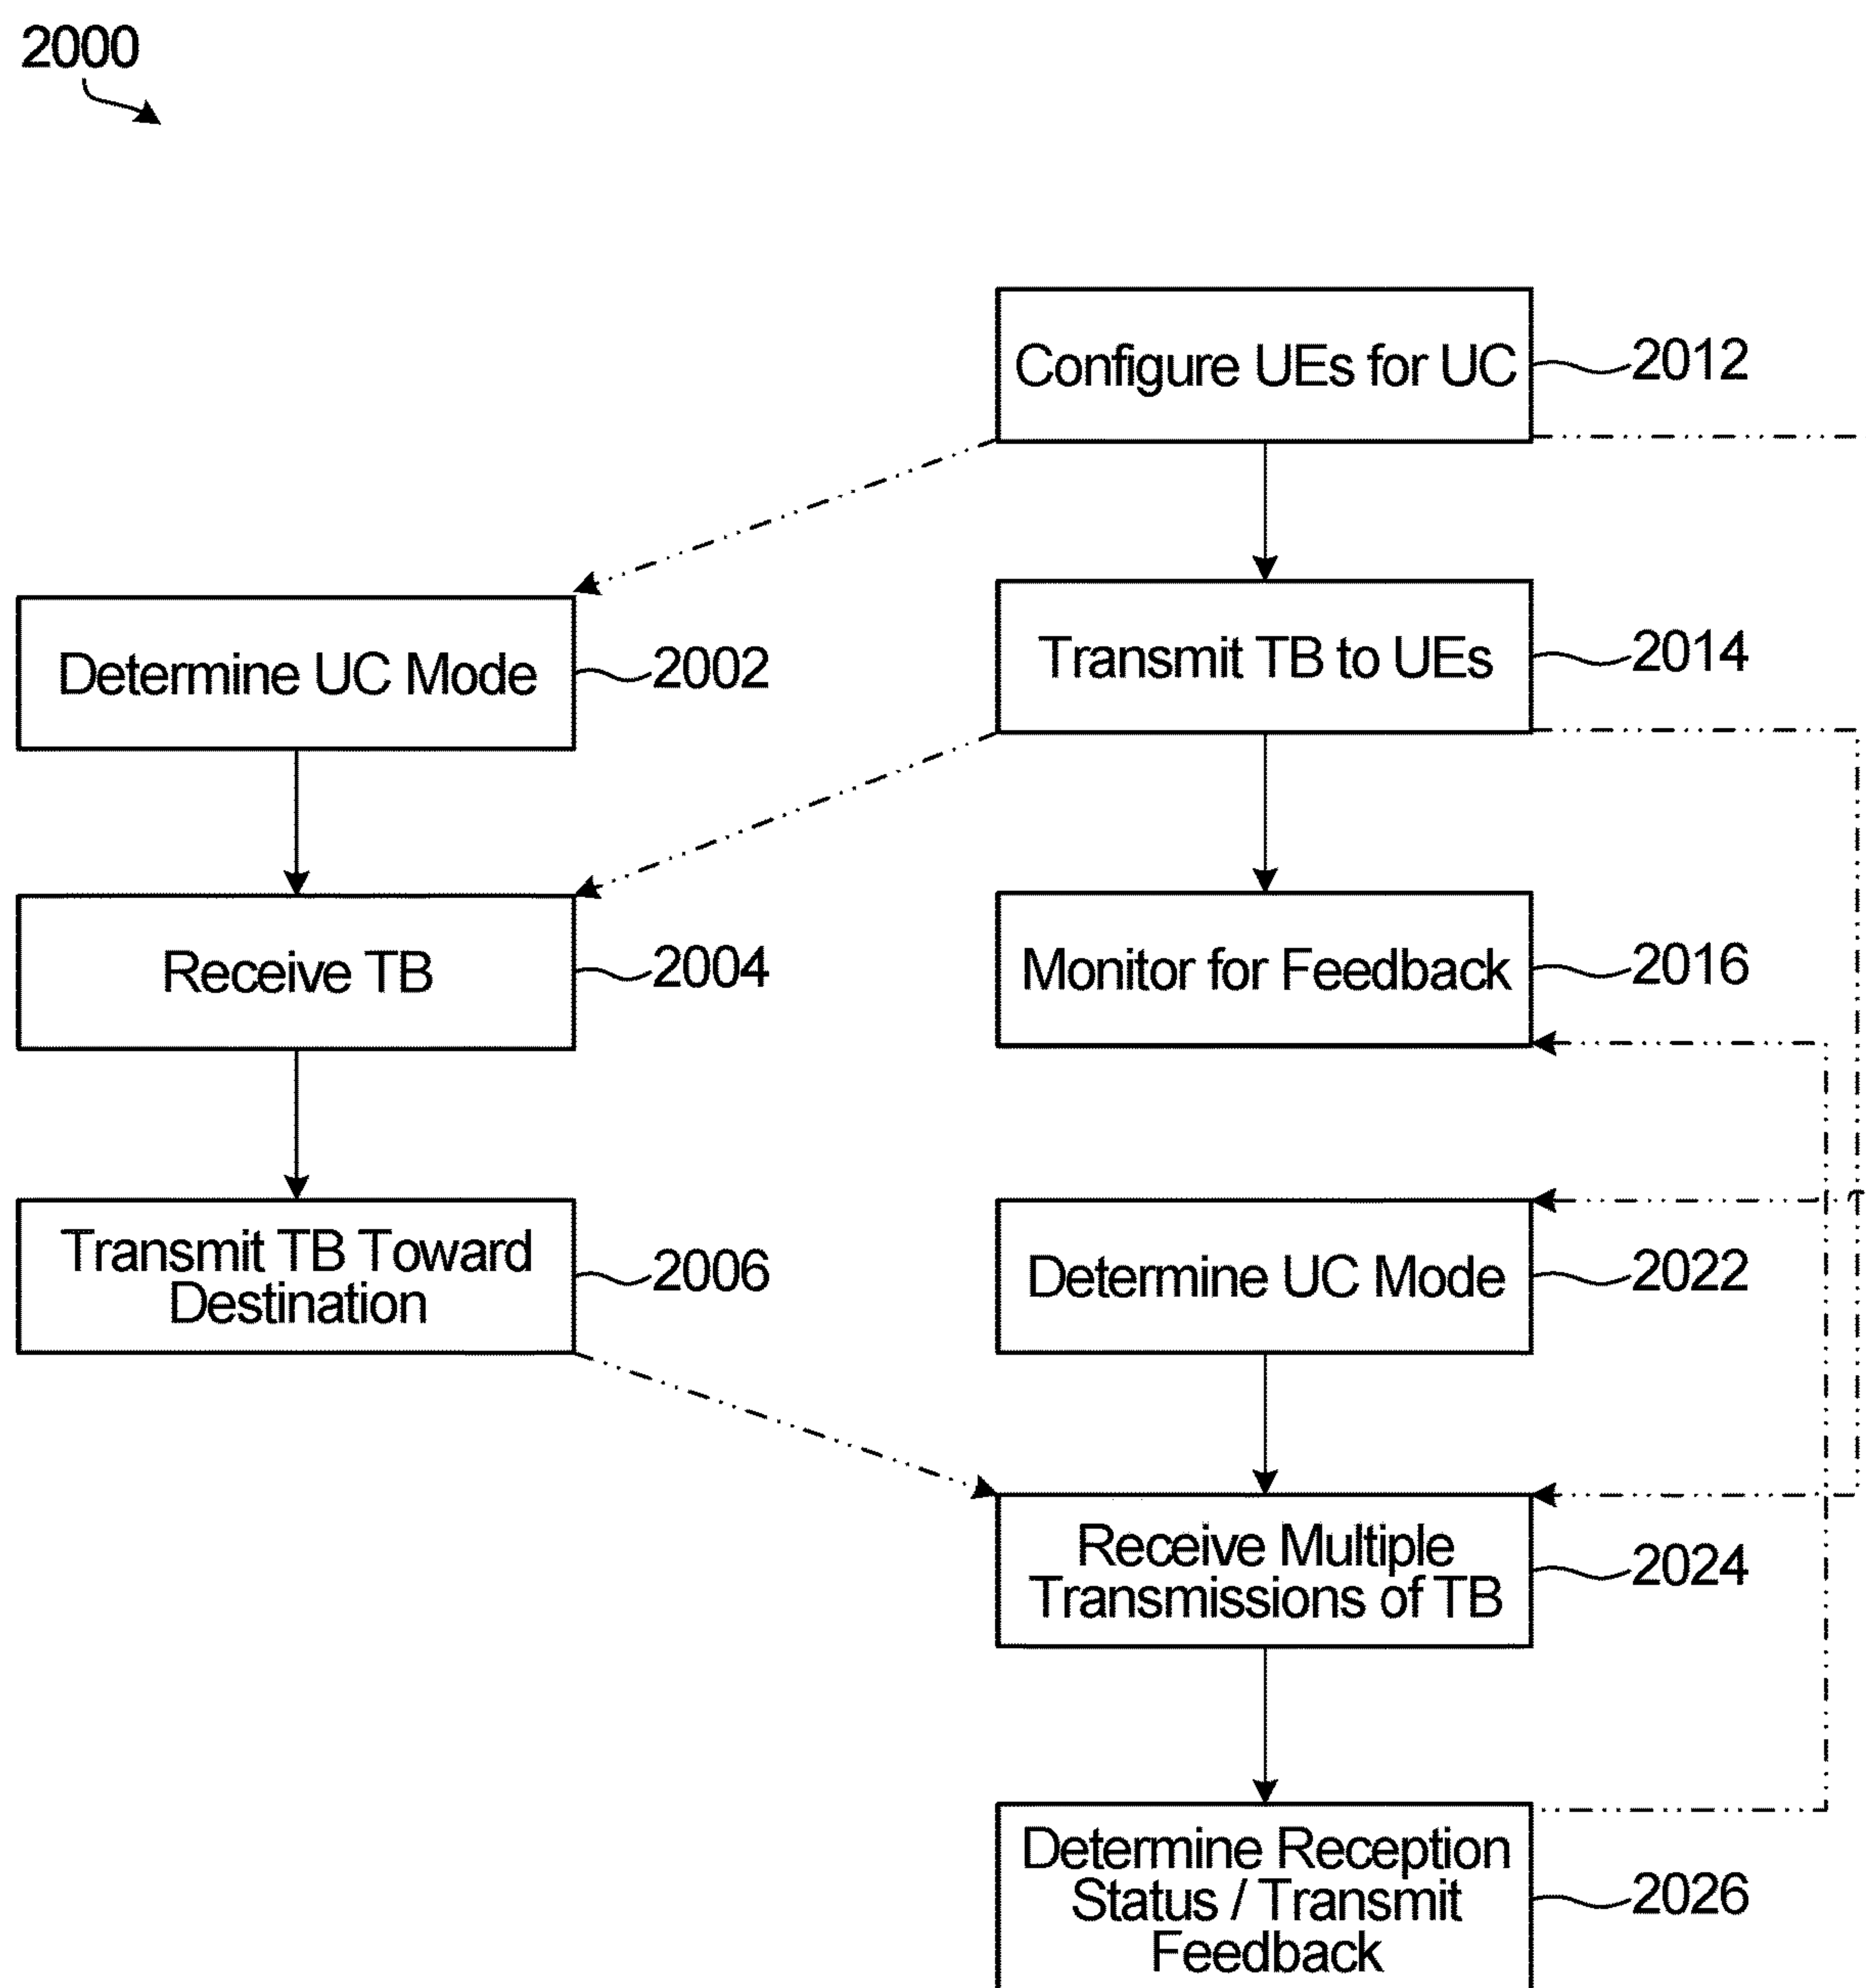 2000
Configure UEs for UC
2012
Determine UC Mode
2002
Transmit TB to UEs
2014
Receive TB
2004
Monitor for Feedback
2016
Transmit TB Toward
Destination
2006
Determine UC Mode
2022
Receive Multiple
Transmissions of TB
2024
Determine Reception
Status / Transmit
Feedback
2026